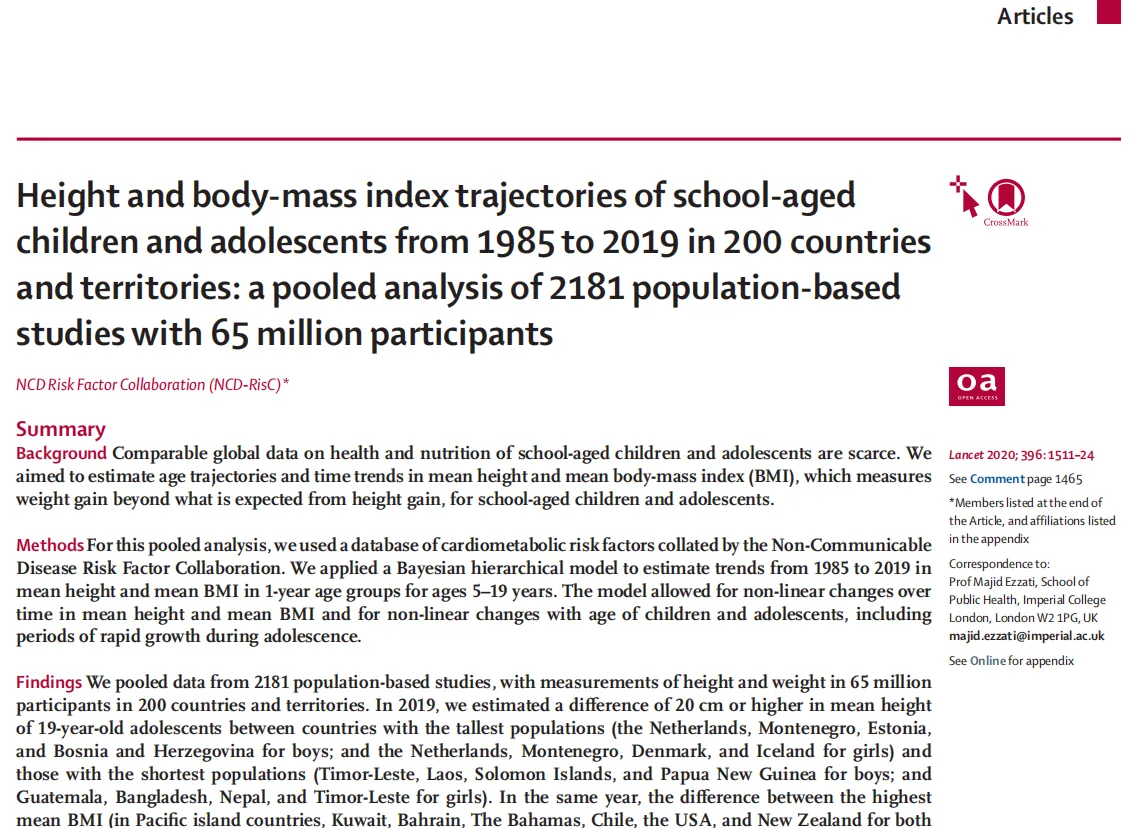 Articles
Height and body-mass index trajectories of school-aged
children and adolescents from 1985 to 2019 in 200 countries
and territories: a pooled analysis of 2181 population-based
studies with 65 million participants
CrossMark
NCD Risk Factor Collaboration (NCD-RisC)*
oa
OPEN ACCESS
Summary
Background Comparable global data on health and nutrition of school-aged children and adolescents are scarce. We
aimed to estimate age trajectories and time trends in mean height and mean body-mass index (BMI), which measures
weight gain beyond what is expected from height gain, for school-aged children and adolescents.
Methods For this pooled analysis, we used a database of cardiometabolic risk factors collated by the Non-Communicable
Disease Risk Factor Collaboration. We applied a Bayesian hierarchical model to estimate trends from 1985 to 2019 in
mean height and mean BMI in 1-year age groups for ages 5–19 years. The model allowed for non-linear changes over
time in mean height and mean BMI and for non-linear changes with age of children and adolescents, including
periods of rapid growth during adolescence.
Findings We pooled data from 2181 population-based studies, with measurements of height and weight in 65 million
participants in 200 countries and territories. In 2019, we estimated a difference of 20 cm or higher in mean height
of 19-year-old adolescents between countries with the tallest populations (the Netherlands, Montenegro, Estonia,
and Bosnia and Herzegovina for boys; and the Netherlands, Montenegro, Denmark, and Iceland for girls) and
those with the shortest populations (Timor-Leste, Laos, Solomon Islands, and Papua New Guinea for boys; and
Guatemala, Bangladesh, Nepal, and Timor-Leste for girls). In the same year, the difference between the highest
mean BMI (in Pacific island countries, Kuwait, Bahrain, The Bahamas, Chile, the USA, and New Zealand for both
Lancet 2020; 396: 1511–24
See Comment page 1465
*Members listed at the end of
the Article, and affiliations listed
in the appendix
Correspondence to:
Prof Majid Ezzati, School of
Public Health, Imperial College
London, London W2 1PG, UK
majid.ezzati@imperial.ac.uk
See Online for appendix